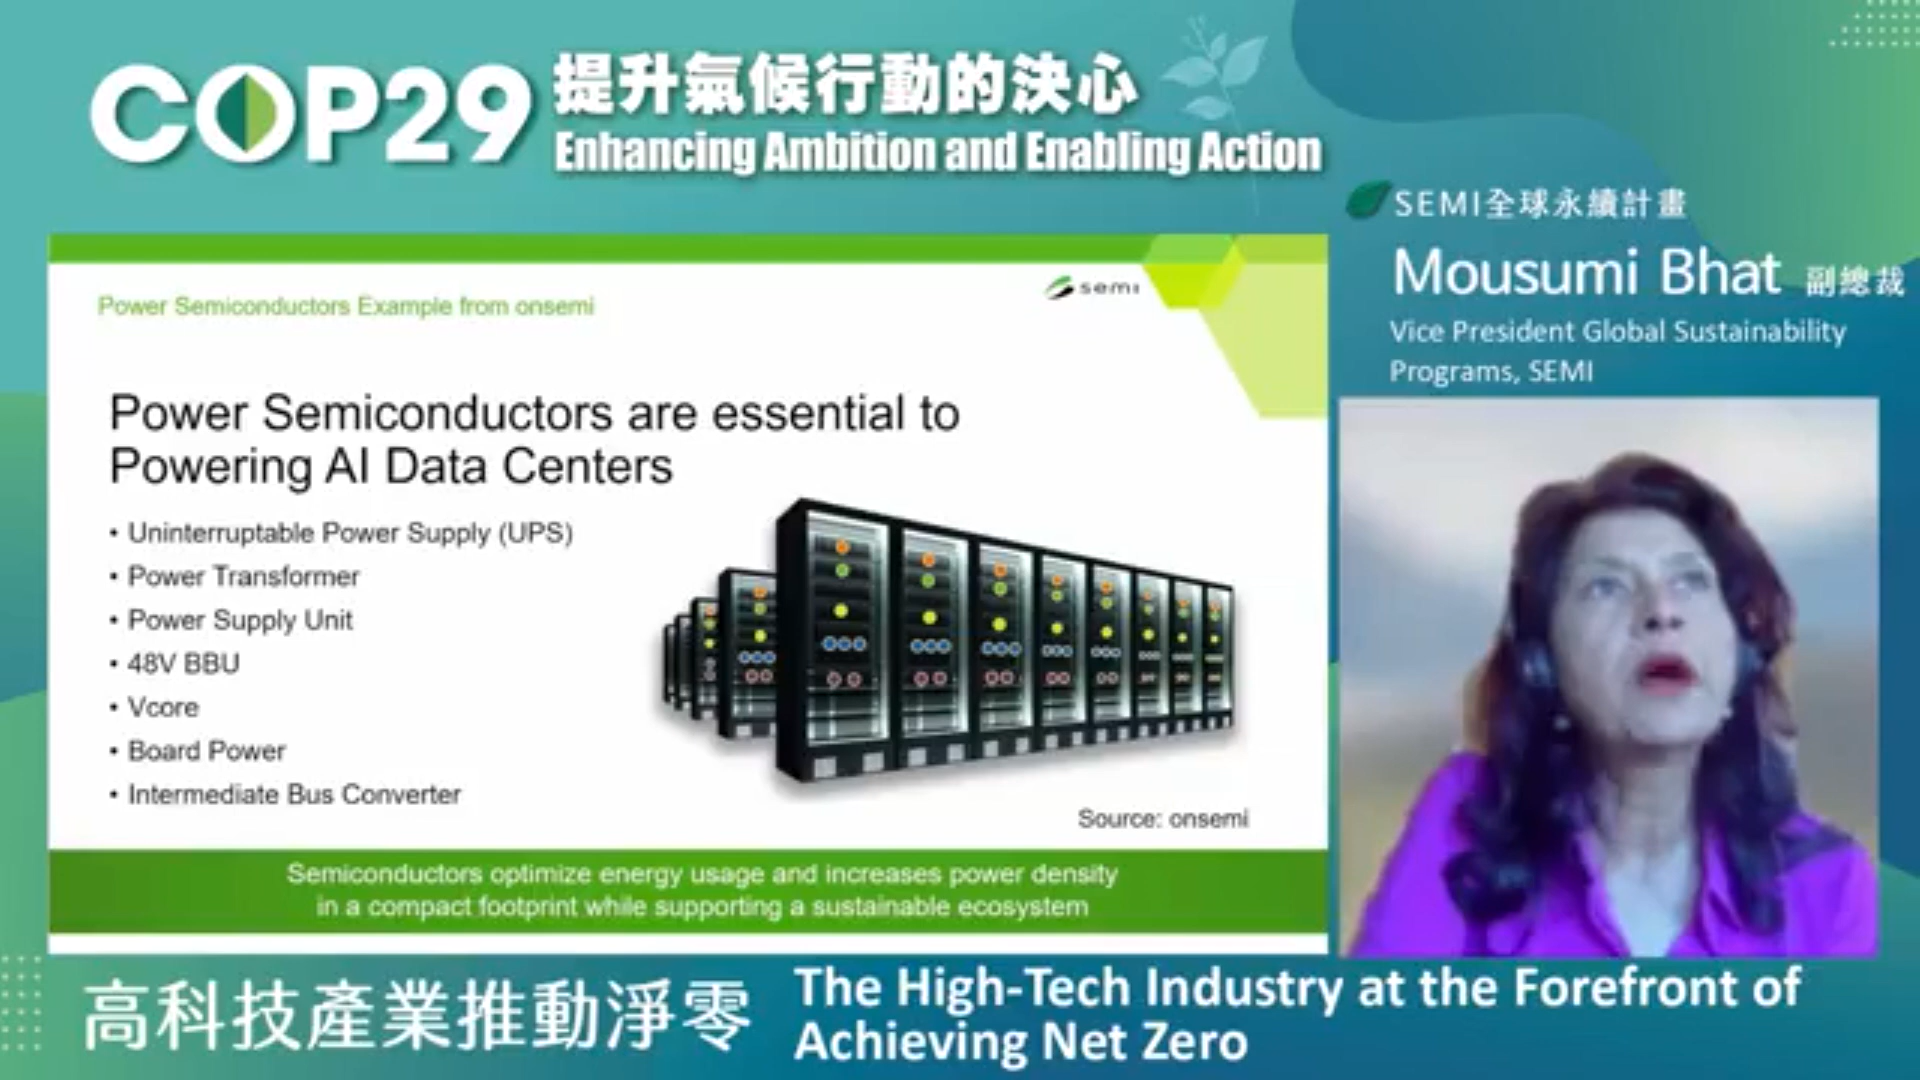 COP29
提升氣候行動的決心
Enhancing Ambition and Enabling Action
SEMI全球永續計畫
Mousumi Bhat 副總裁
Vice President Global Sustainability
Programs, SEMI
semi
Power Semiconductors Example from onsemi
Power Semiconductors are essential to
Powering AI Data Centers
• Uninterruptable Power Supply (UPS)
• Power Transformer
• Power Supply Unit
• 48V BBU
• Vcore
• Board Power
• Intermediate Bus Converter
Source: onsemi
Semiconductors optimize energy usage and increases power density
in a compact footprint while supporting a sustainable ecosystem
高科技產業推動淨零
The High-Tech Industry at the Forefront of
Achieving Net Zero